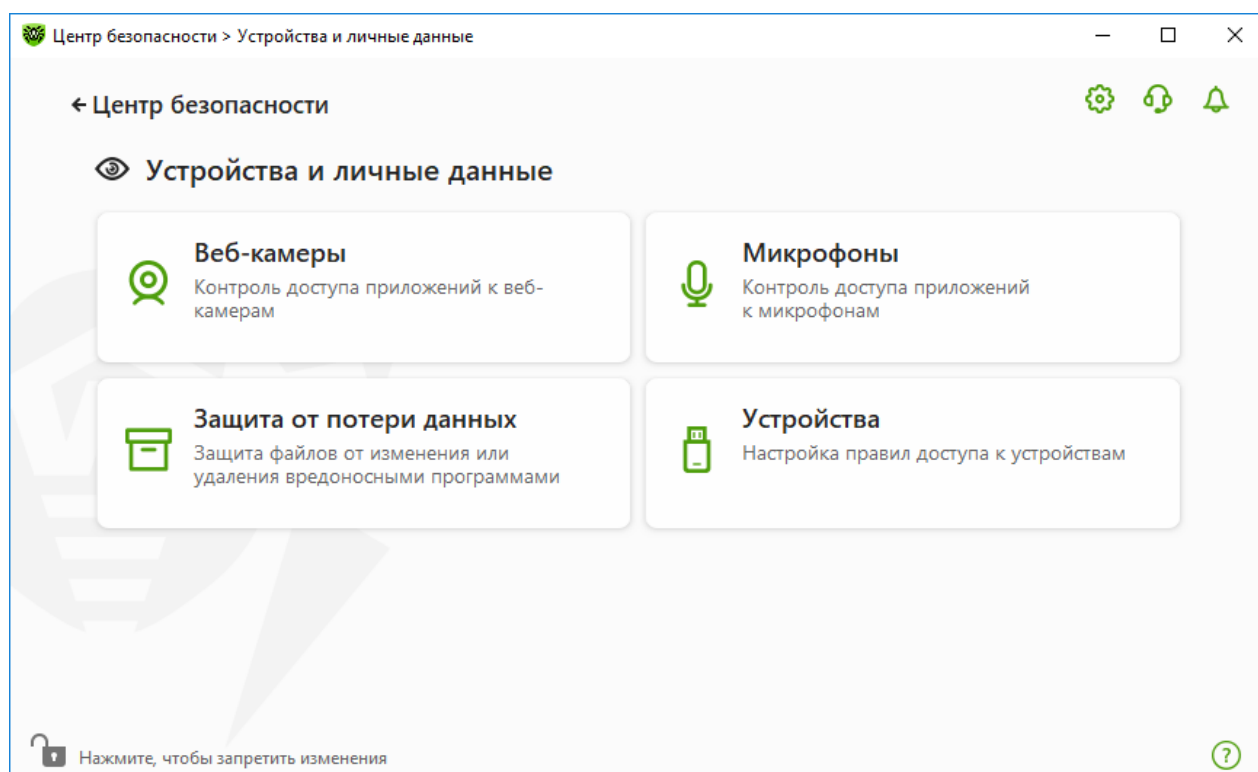 Центр безопасности > Устройства и личные данные
Центр безопасности
Устройства и личные данные
Веб-камеры
Контроль доступа приложений к веб-
камерам
Микрофоны
Контроль доступа приложений
к микрофонам
Защита от потери данных
Защита файлов от изменения или
удаления вредоносными программами
Устройства
Настройка правил доступа к устройствам
Нажмите, чтобы запретить изменения
?